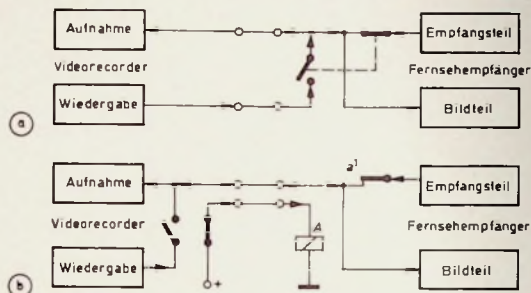 Aufnahme
Empfangsteil
Videorecorder
Fernsehempfänger
Wiedergabe
Bildteil
a
Aufnahme
a¹
Empfangsteil
Videorecorder
A
Fernsehempfänger
Wiedergabe
+
Bildteil
b